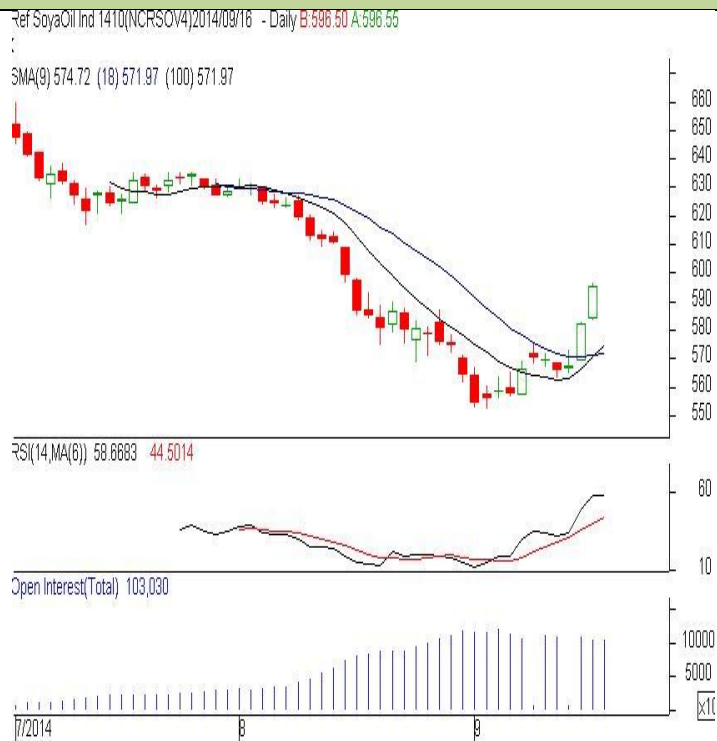 Ref SoyaOil Ind 1410(NCRSOV4)2014/09/16 - Daily B:596.50 A:596.55
SMA(9) 574.72 (18) 571.97 (100) 571.97
660
650
640
630
620
610
600
590
580
570
560
550
RSI(14,MA(6)) 58.6683 44.5014
60
10
Open Interest(Total) 103,030
10000
5000
x10
7/2014 8 9